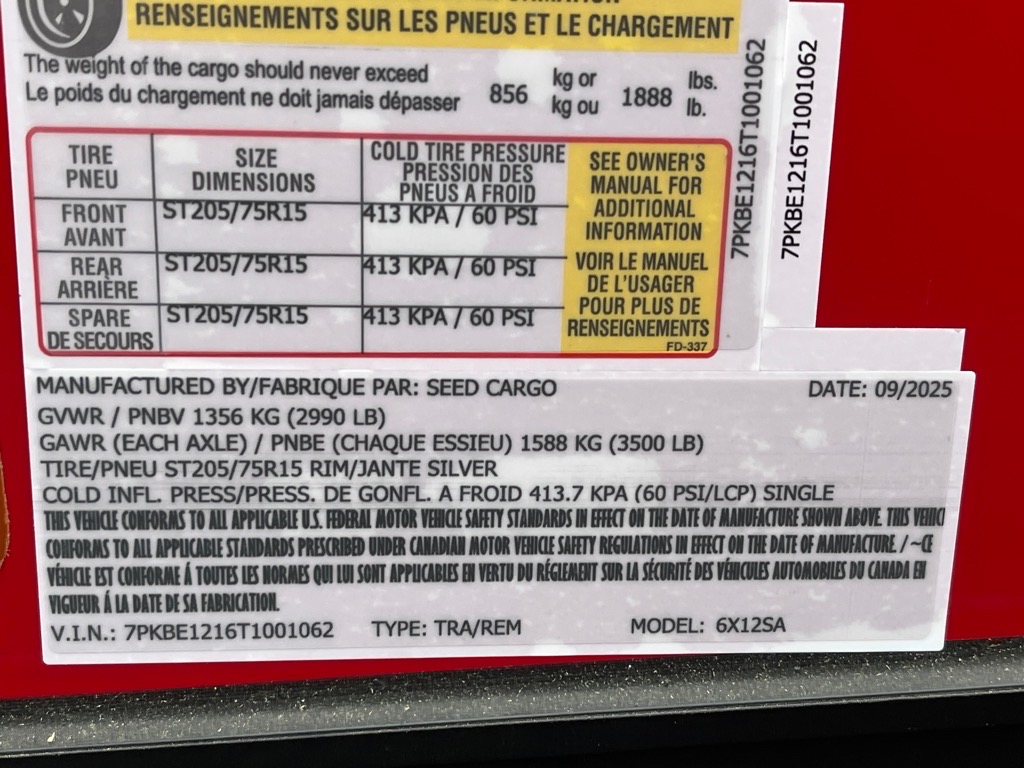 RENSEIGNEMENTS SUR LES PNEUS ET LE CHARGEMENT
The weight of the cargo should never exceed 856 kg or 1888 lbs.
Le poids du chargement ne doit jamais dépasser kg ou lb.
TIRE PNEU
SIZE DIMENSIONS
COLD TIRE PRESSURE PRESSION DES PNEUS A FROID
SEE OWNER'S MANUAL FOR ADDITIONAL INFORMATION
VOIR LE MANUEL DE L'USAGER POUR PLUS DE RENSEIGNEMENTS
FD-337
FRONT AVANT ST205/75R15 413 KPA / 60 PSI
REAR ARRIÈRE ST205/75R15 413 KPA / 60 PSI
SPARE DE SECOURS ST205/75R15 413 KPA / 60 PSI
7PKBE1216T1001062
7PKBE1216T1001062
MANUFACTURED BY/FABRIQUE PAR: SEED CARGO DATE: 09/2025
GVWR / PNBV 1356 KG (2990 LB)
GAWR (EACH AXLE) / PNBE (CHAQUE ESSIEU) 1588 KG (3500 LB)
TIRE/PNEU ST205/75R15 RIM/JANTE SILVER
COLD INFL. PRESS/PRESS. DE GONFL. A FROID 413.7 KPA (60 PSI/LCP) SINGLE
THIS VEHICLE CONFORMS TO ALL APPLICABLE U.S. FEDERAL MOTOR VEHICLE SAFETY STANDARDS IN EFFECT ON THE DATE OF MANUFACTURE SHOWN ABOVE. THIS VEHIC
CONFORMS TO ALL APPLICABLE STANDARDS PRESCRIBED UNDER CANADIAN MOTOR VEHICLE SAFETY REGULATIONS IN EFFECT ON THE DATE OF MANUFACTURE. / ~CE
VÉHICLE EST CONFORME Á TOUTES LES NORMES QUI LUI SONT APPLICABLES EN VERTU DU RÉGLEMENT SUR LA SÉCURITÉ DES VÉHICULES AUTOMOBILES DU CANADA EN
VIGUEUR Á LA DATE DE SA FABRICATION.
V.I.N.: 7PKBE1216T1001062 TYPE: TRA/REM MODEL: 6X12SA